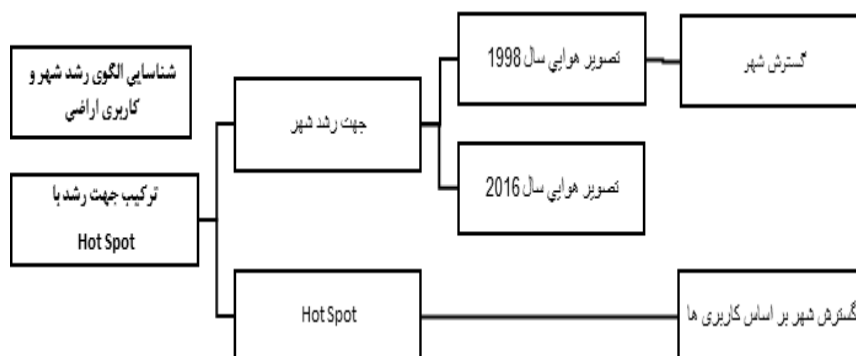 گسترش شهر
تصویر هوایی سال 1998
شناسایی الگوی رشد شهر و
کاربری اراضی
جهت رشد شهر
تصویر هوایی سال 2016
ترکیب جهت رشد با
Hot Spot
گسترش شهر بر اساس کاربری ها
Hot Spot